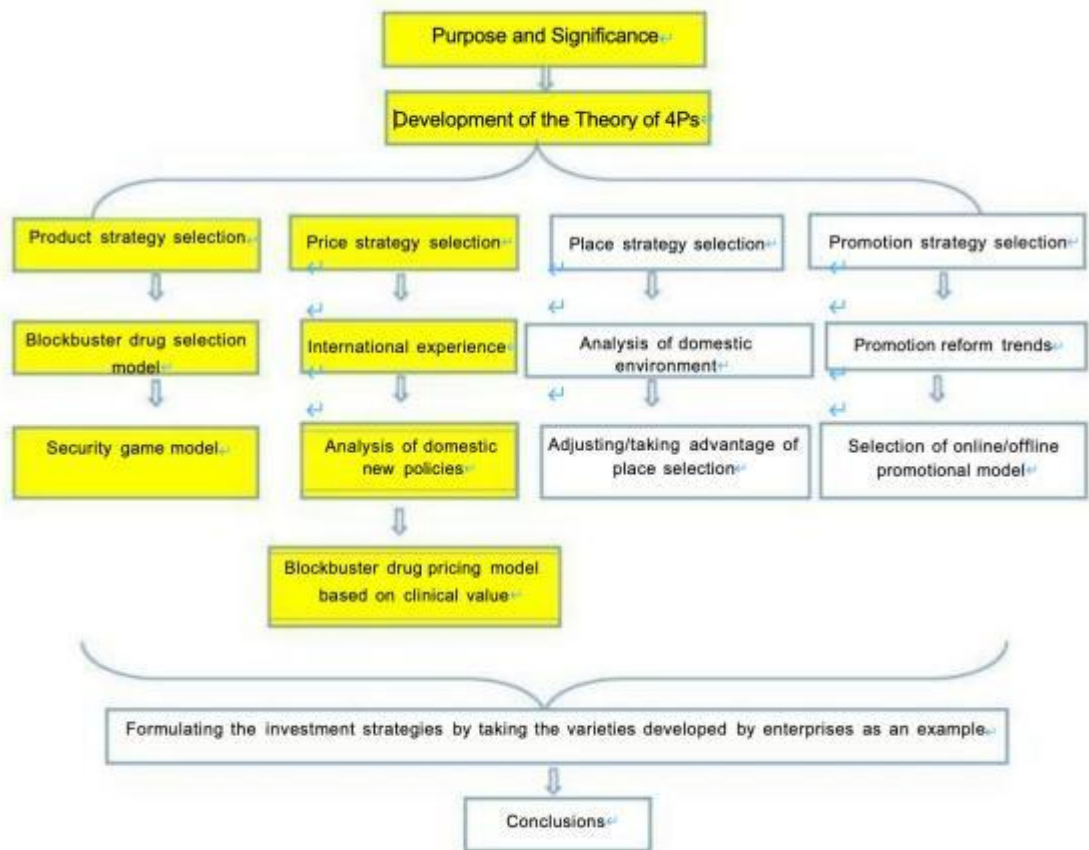 Purpose and Significance↵
Development of the Theory of 4Ps↵
Product strategy selection↵
Price strategy selection↵
Place strategy selection↵
Promotion strategy selection↵
Blockbuster drug selection
model↵
International experience↵
Analysis of domestic
environment↵
Promotion reform trends↵
Security game model↵
Analysis of domestic
new policies↵
Adjusting/taking advantage of
place selection↵
Selection of online/offline
promotional model↵
Blockbuster drug pricing model
based on clinical value↵
Formulating the investment strategies by taking the varieties developed by enterprises as an example↵
Conclusions↵